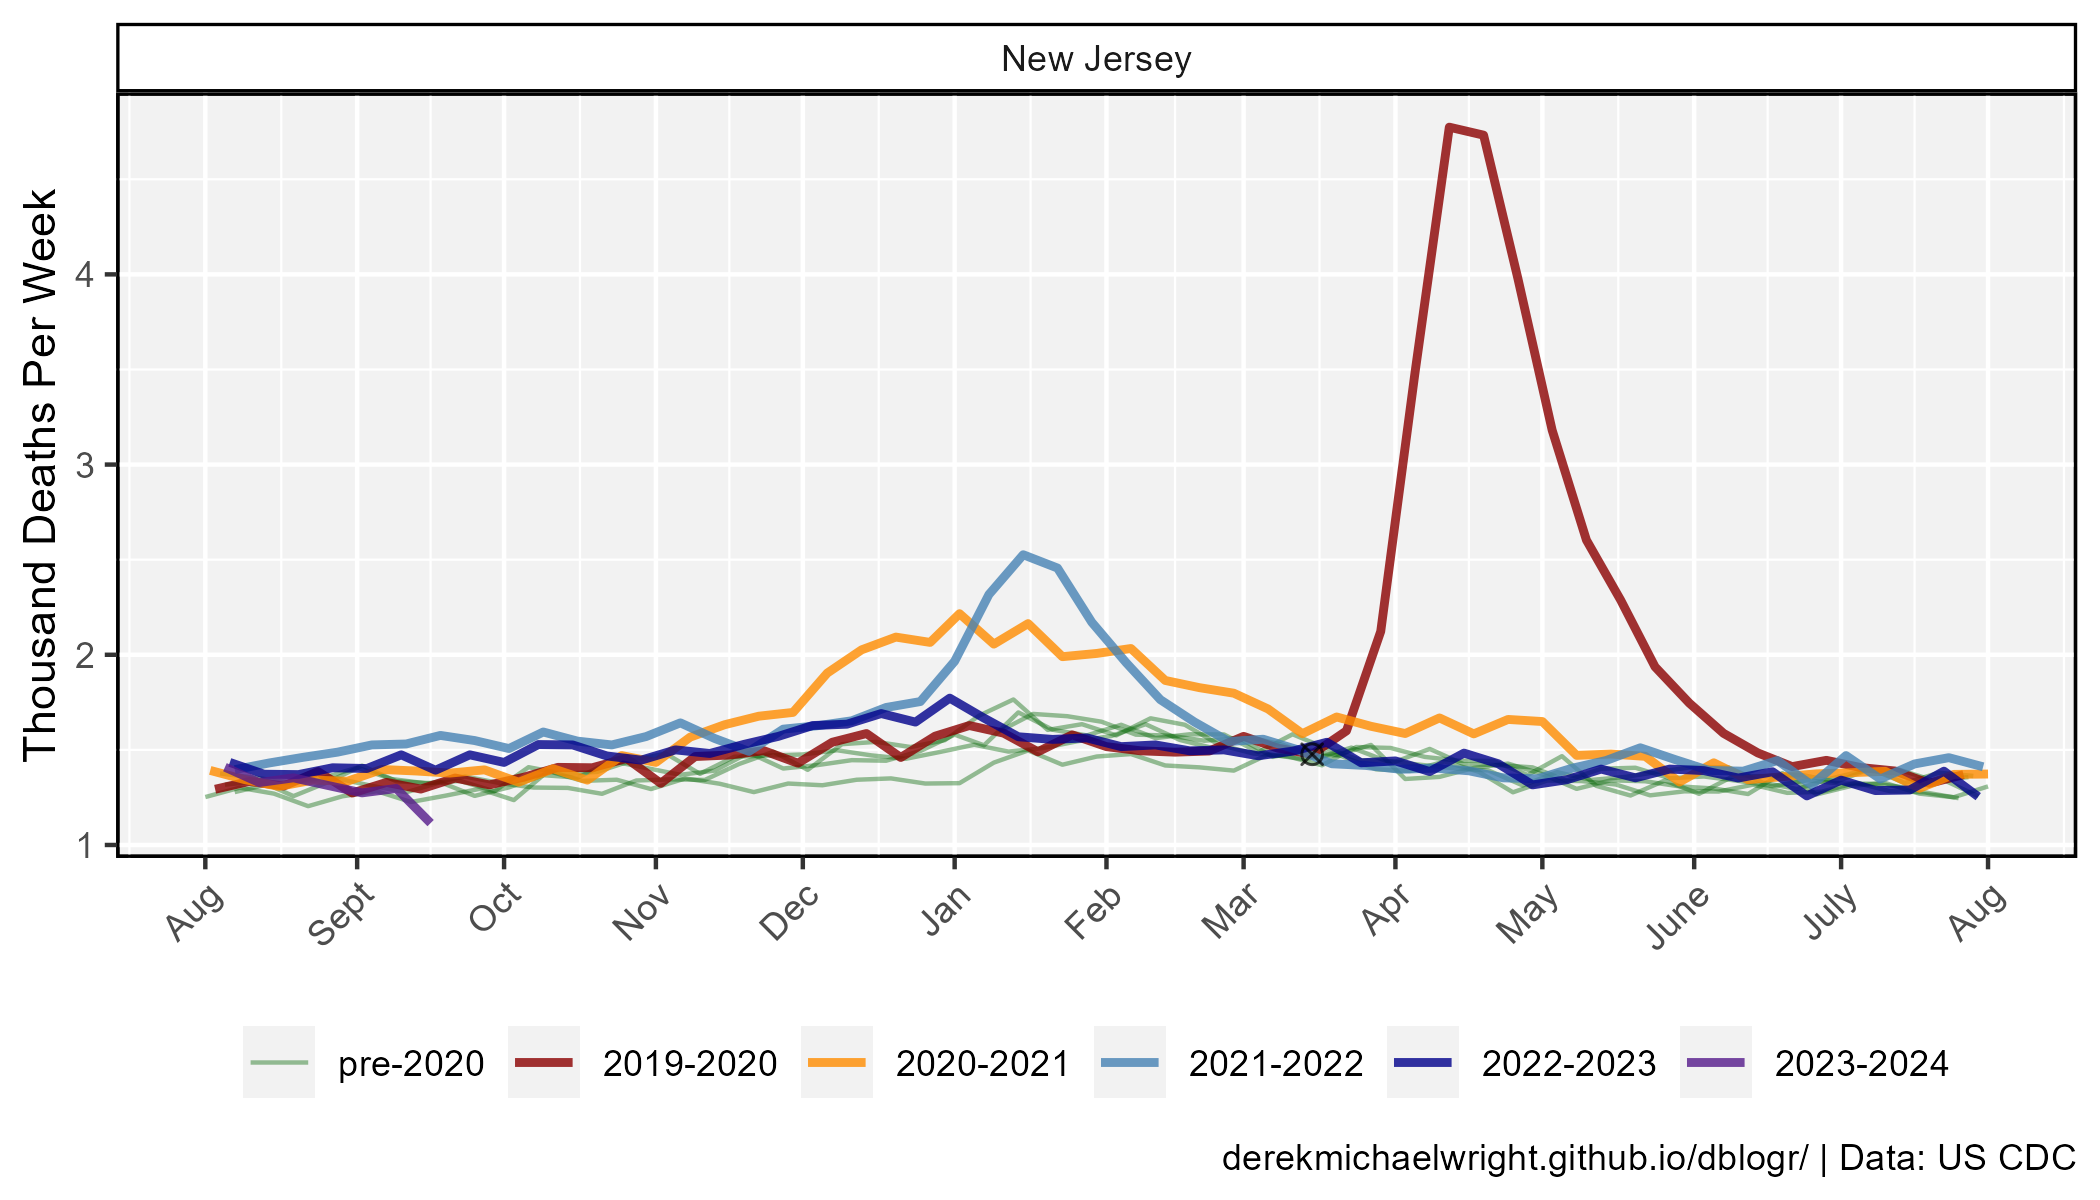 New Jersey
Thousand Deaths Per Week
4
3
2
1
Aug Sept Oct Nov Dec Jan Feb Mar Apr May June July Aug
pre-2020 2019-2020 2020-2021 2021-2022 2022-2023 2023-2024
derekmichaelwright.github.io/dblogr/ | Data: US CDC